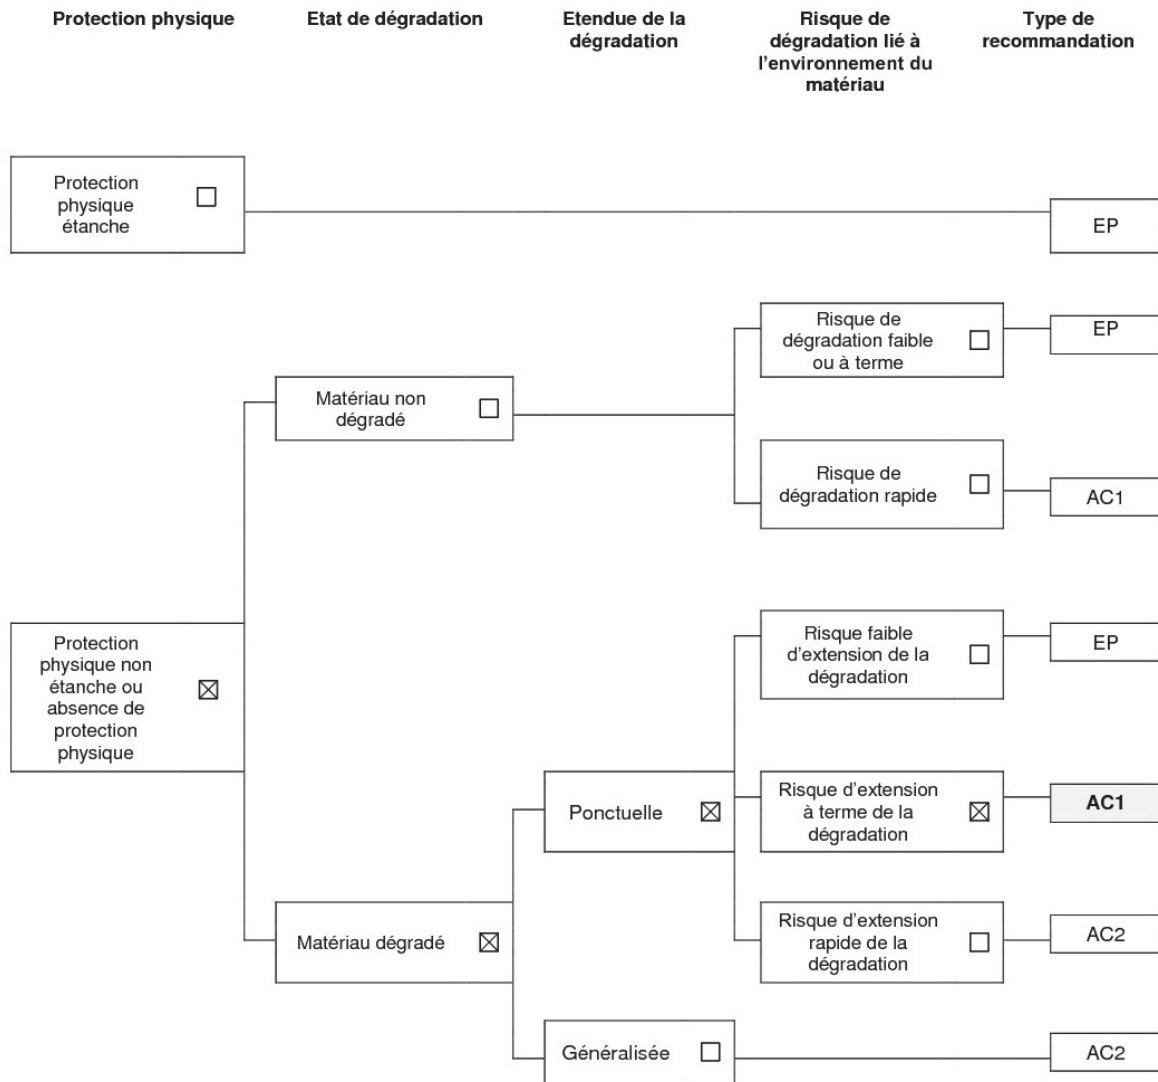 Protection physique
Etat de dégradation
Etendue de la
dégradation
Risque de
dégradation lié à
l'environnement du
matériau
Type de
recommandation
Protection
physique
étanche
EP
Risque de
dégradation faible
ou à terme
EP
Matériau non
dégradé
Risque de
dégradation rapide
AC1
Protection
physique non
étanche ou
absence de
protection
physique
Risque faible
d'extension de la
dégradation
EP
Ponctuelle
Risque d'extension
à terme de la
dégradation
AC1
Matériau dégradé
Risque d'extension
rapide de la
dégradation
AC2
Généralisée
AC2